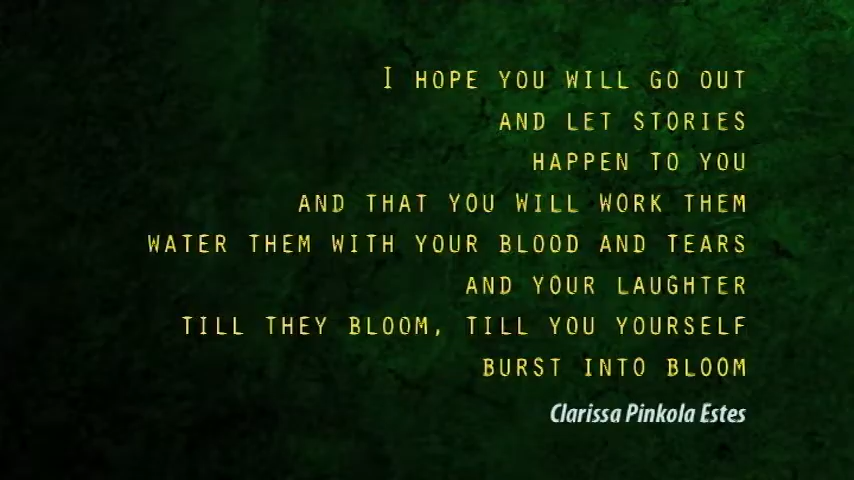 I HOPE YOU WILL GO OUT
AND LET STORIES
HAPPEN TO YOU
AND THAT YOU WILL WORK THEM
WATER THEM WITH YOUR BLOOD AND TEARS
AND YOUR LAUGHTER
TILL THEY BLOOM, TILL YOU YOURSELF
BURST INTO BLOOM
Clarissa Pinkola Estes